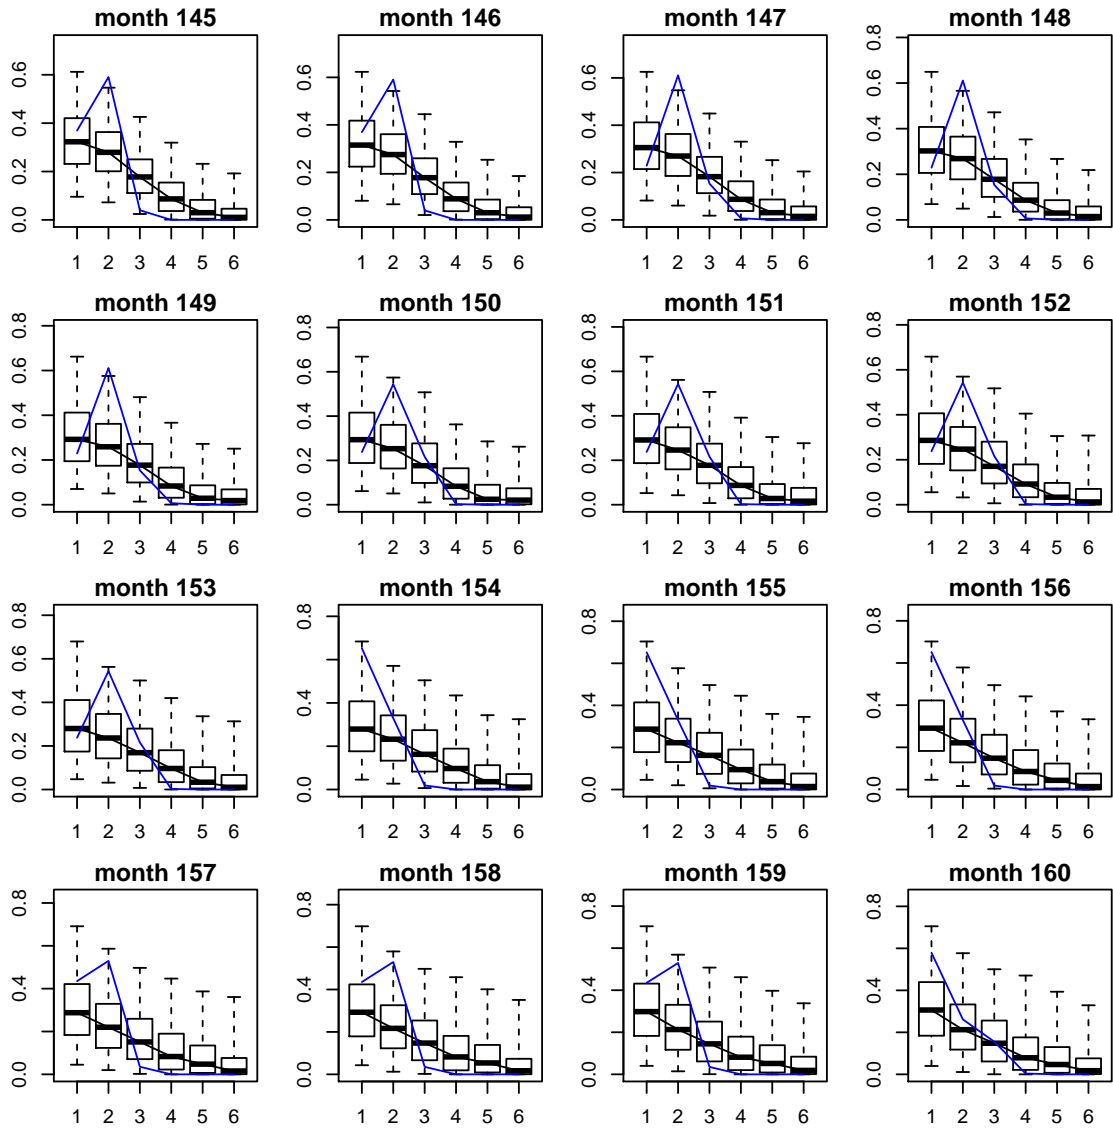 month 145 month 146 month 147 month 148
0.0 0.2 0.4 0.6 0.0 0.2 0.4 0.6 0.0 0.2 0.4 0.6 0.0 0.2 0.4 0.6 0.8
1 2 3 4 5 6 1 2 3 4 5 6 1 2 3 4 5 6 1 2 3 4 5 6
month 149 month 150 month 151 month 152
0.0 0.2 0.4 0.6 0.8 0.0 0.2 0.4 0.6 0.8 0.0 0.2 0.4 0.6 0.8 0.0 0.2 0.4 0.6 0.8
1 2 3 4 5 6 1 2 3 4 5 6 1 2 3 4 5 6 1 2 3 4 5 6
month 153 month 154 month 155 month 156
0.0 0.2 0.4 0.6 0.8 0.0 0.4 0.8 0.0 0.4 0.8 0.0 0.4 0.8
1 2 3 4 5 6 1 2 3 4 5 6 1 2 3 4 5 6 1 2 3 4 5 6
month 157 month 158 month 159 month 160
0.0 0.4 0.8 0.0 0.4 0.8 0.0 0.4 0.8 0.0 0.4 0.8
1 2 3 4 5 6 1 2 3 4 5 6 1 2 3 4 5 6 1 2 3 4 5 6